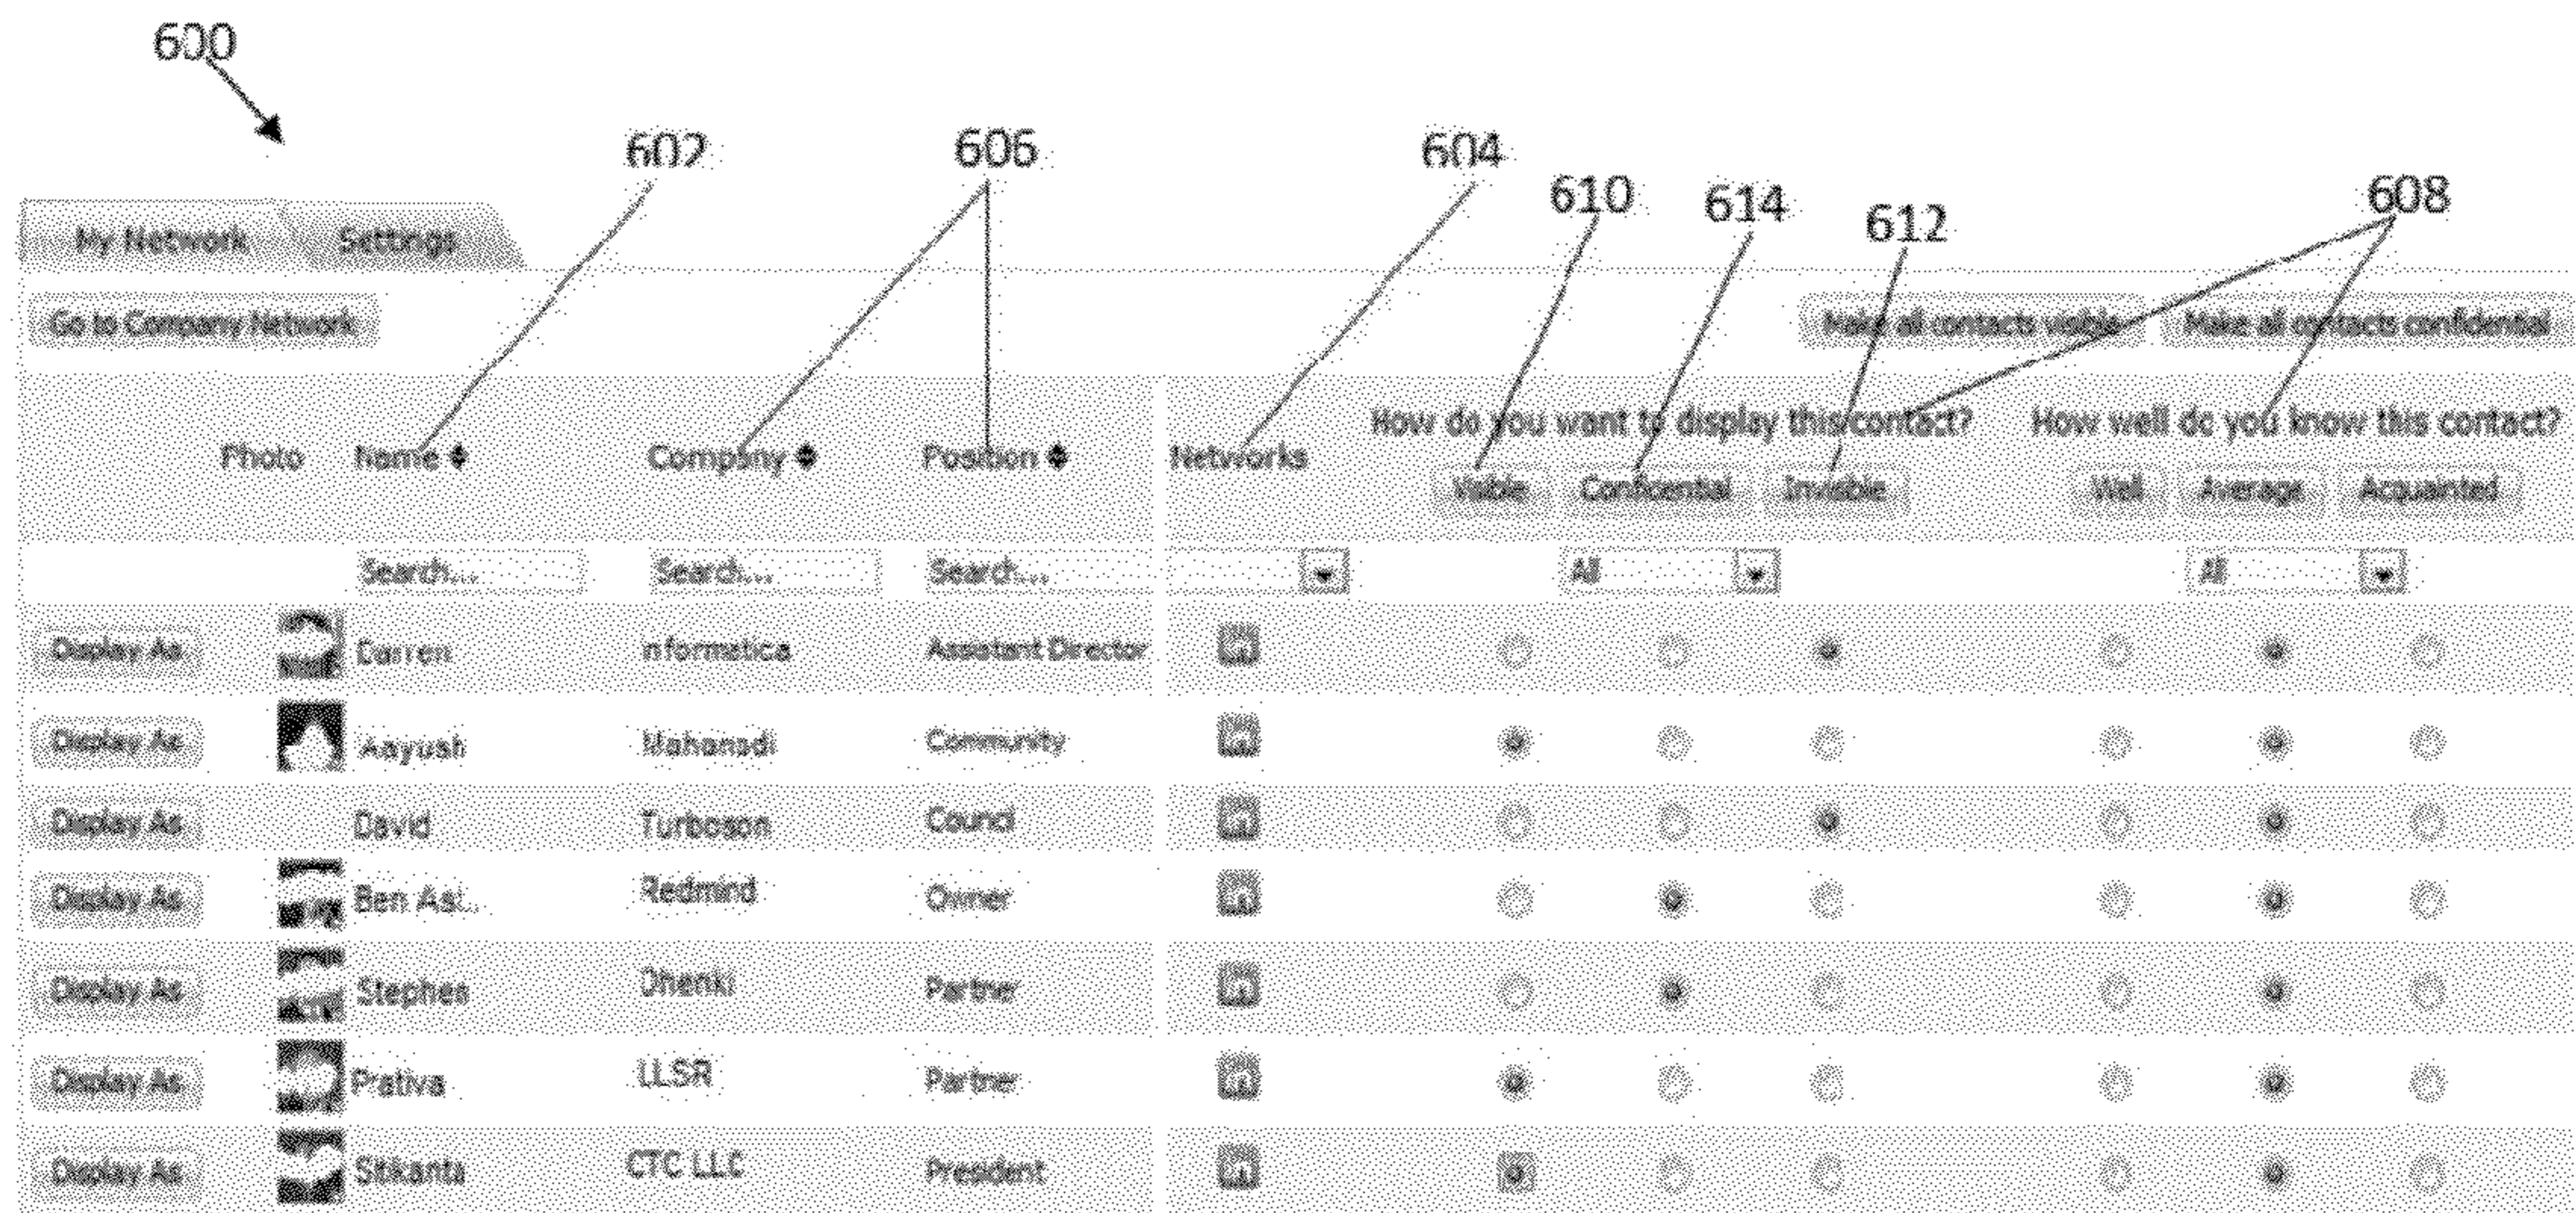 600
602 606 604
610 614 612 608
My Network Settings
Go to Company Network Make all contacts visible Make all contacts confidential
How do you want to display this contact? How well do you know this contact?
Photo Name Company Position Networks
Visible Confidential Invisible Well Average Acquainted
Search... Search... Search... All All
Display As Darren nformatica Assistant Director
Display As Aayush Mahanadi Community
Display As David Turboson Council
Display As Ben Owner
Display As Stephen Dhenki Partner
Display As Prativa LLSR Partner
Display As Sitikanta CTC LLC President